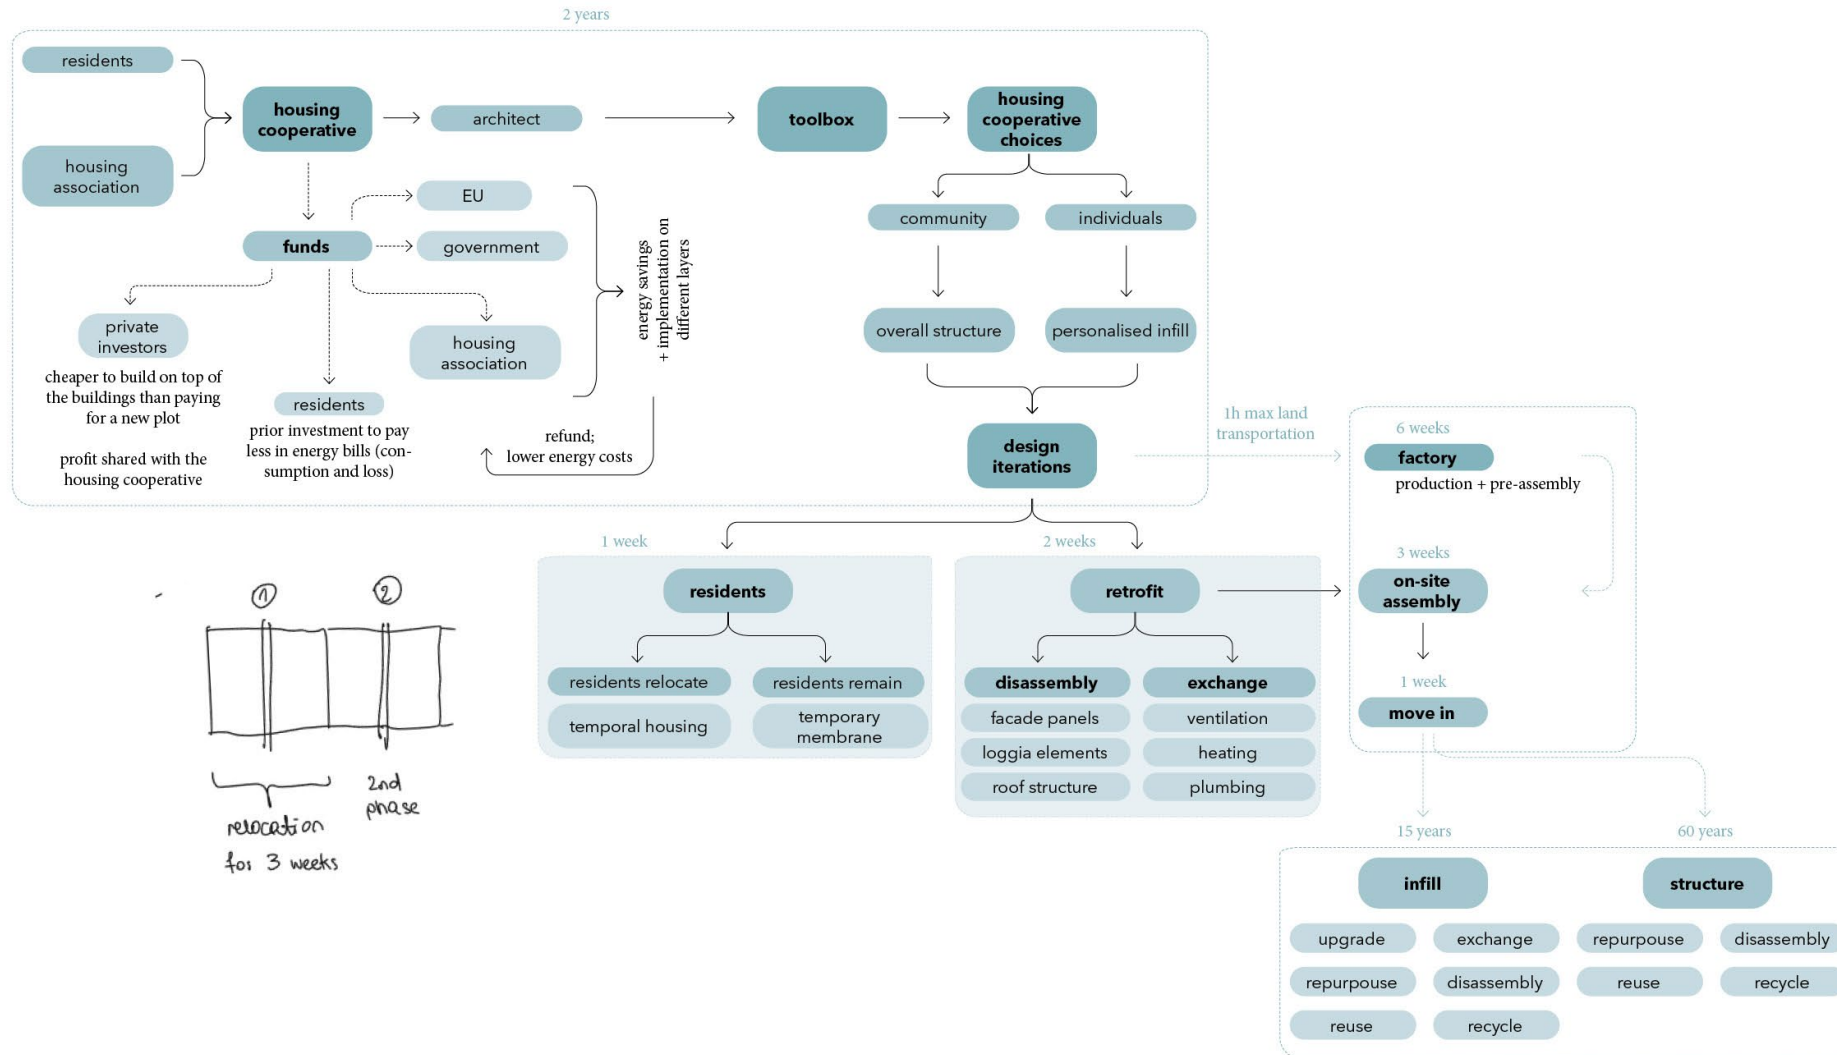 2 years
residents
housing
association
housing
cooperative
architect
toolbox
housing
cooperative
choices
funds
EU
government
housing
association
private
investors
cheaper to build on top of
the buildings than paying
for a new plot
profit shared with the
housing cooperative
residents
prior investment to pay
less in energy bills (con-
sumption and loss)
energy savings
+ implementation on
different layers
refund;
lower energy costs
community
individuals
overall structure
personalised infill
design
iterations
1h max land
transportation
6 weeks
factory
production + pre-assembly
3 weeks
on-site
assembly
1 week
move in
1 week
residents
residents relocate
residents remain
temporal housing
temporary
membrane
2 weeks
retrofit
disassembly
exchange
facade panels
ventilation
loggia elements
heating
roof structure
plumbing
1
2
relocation
for 3 weeks
2nd
phase
15 years
60 years
infill
structure
upgrade
exchange
repurpouse
disassembly
repurpouse
disassembly
reuse
recycle
reuse
recycle